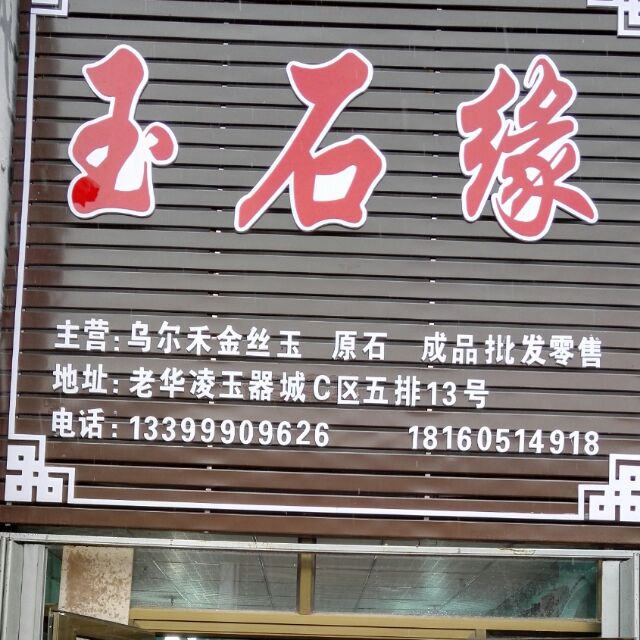 玉石缘
主营:乌尔禾金丝玉 原石 成品批发零售
地址:老华凌玉器城C区五排13号
电话:13399909626 18160514918